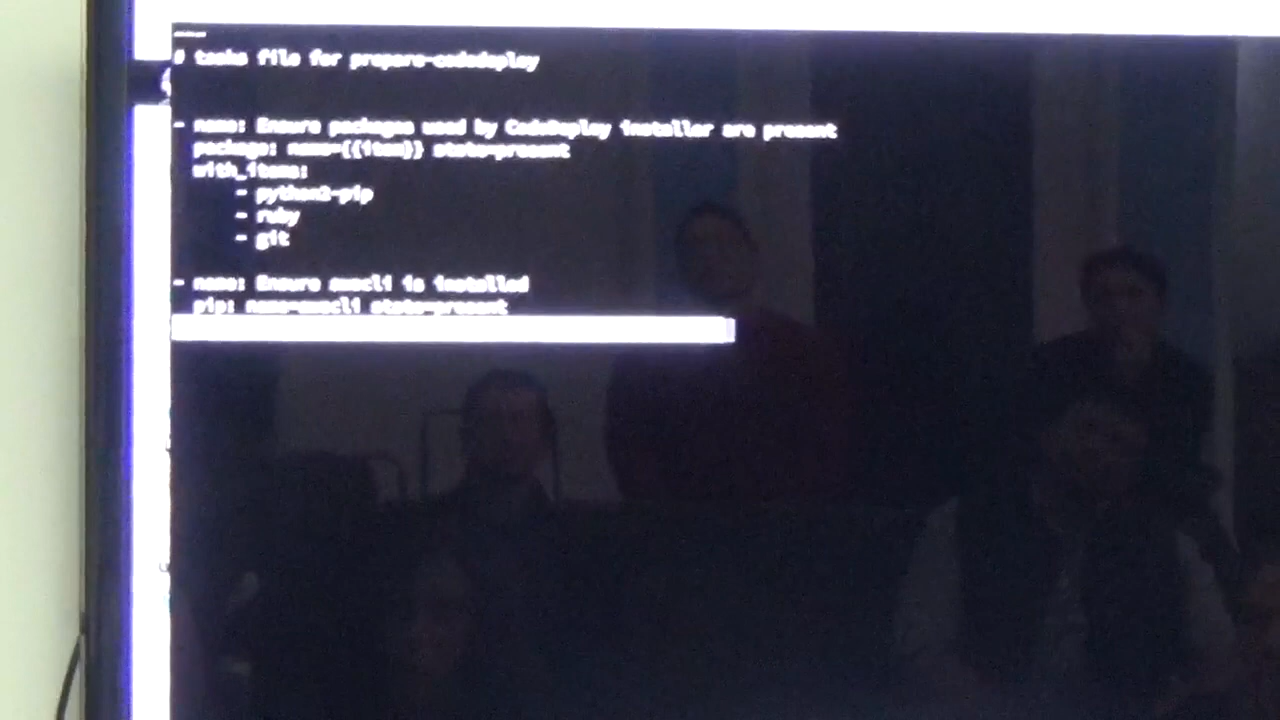 ---
# tasks file for prepare-codedeploy
- name: Ensure packages used by CodeDeploy installer are present
package: name={{item}} state=present
with_items:
- python2-pip
- ruby
- git
- name: Ensure awscli is installed
pip: name=awscli state=present